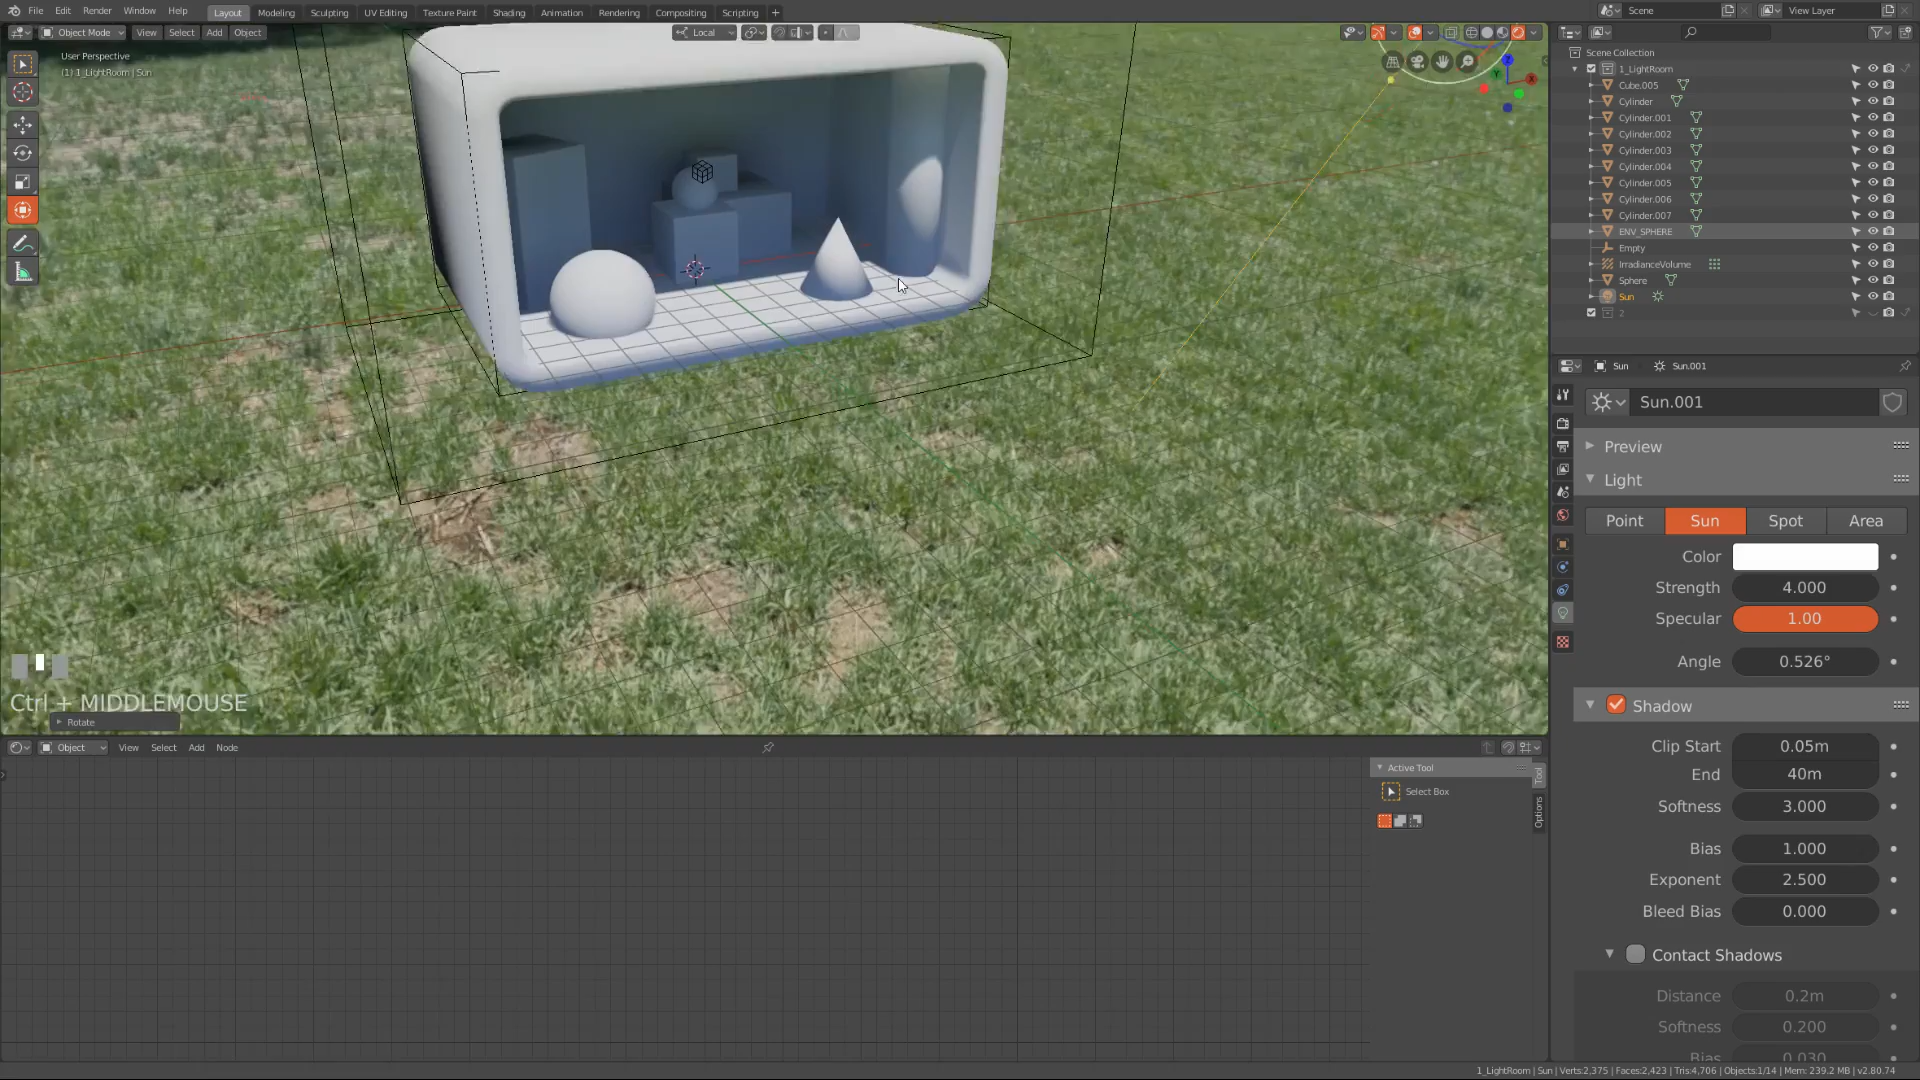 File Edit Render Window Help Layout Modeling Sculpting UV Editing Texture Paint Shading Animation Rendering Compositing Scripting + Scene View Layer
Object Mode View Select Add Object Local
User Perspective
(1) 1_LightRoom | Sun
Scene Collection
1_LightRoom
Cube.005
Cylinder
Cylinder.001
Cylinder.002
Cylinder.003
Cylinder.004
Cylinder.005
Cylinder.006
Cylinder.007
ENV_SPHERE
Empty
IrradianceVolume
Sphere
Sun
2
Sun Sun.001
Sun.001
Preview
Light
Point Sun Spot Area
Color
Strength 4.000
Specular 1.00
Angle 0.526°
Shadow
Clip Start 0.05m
End 40m
Softness 3.000
Bias 1.000
Exponent 2.500
Bleed Bias 0.000
Contact Shadows
Distance 0.2m
Softness 0.200
Bias 0.030
Ctrl + MIDDLEMOUSE
Rotate
Object View Select Add Node
Active Tool
Select Box
Tool
Options
1_LightRoom | Sun | Verts:2,375 | Faces:2,423 | Tris:4,706 | Objects:1/14 | Mem: 239.2 MB | v2.80.74